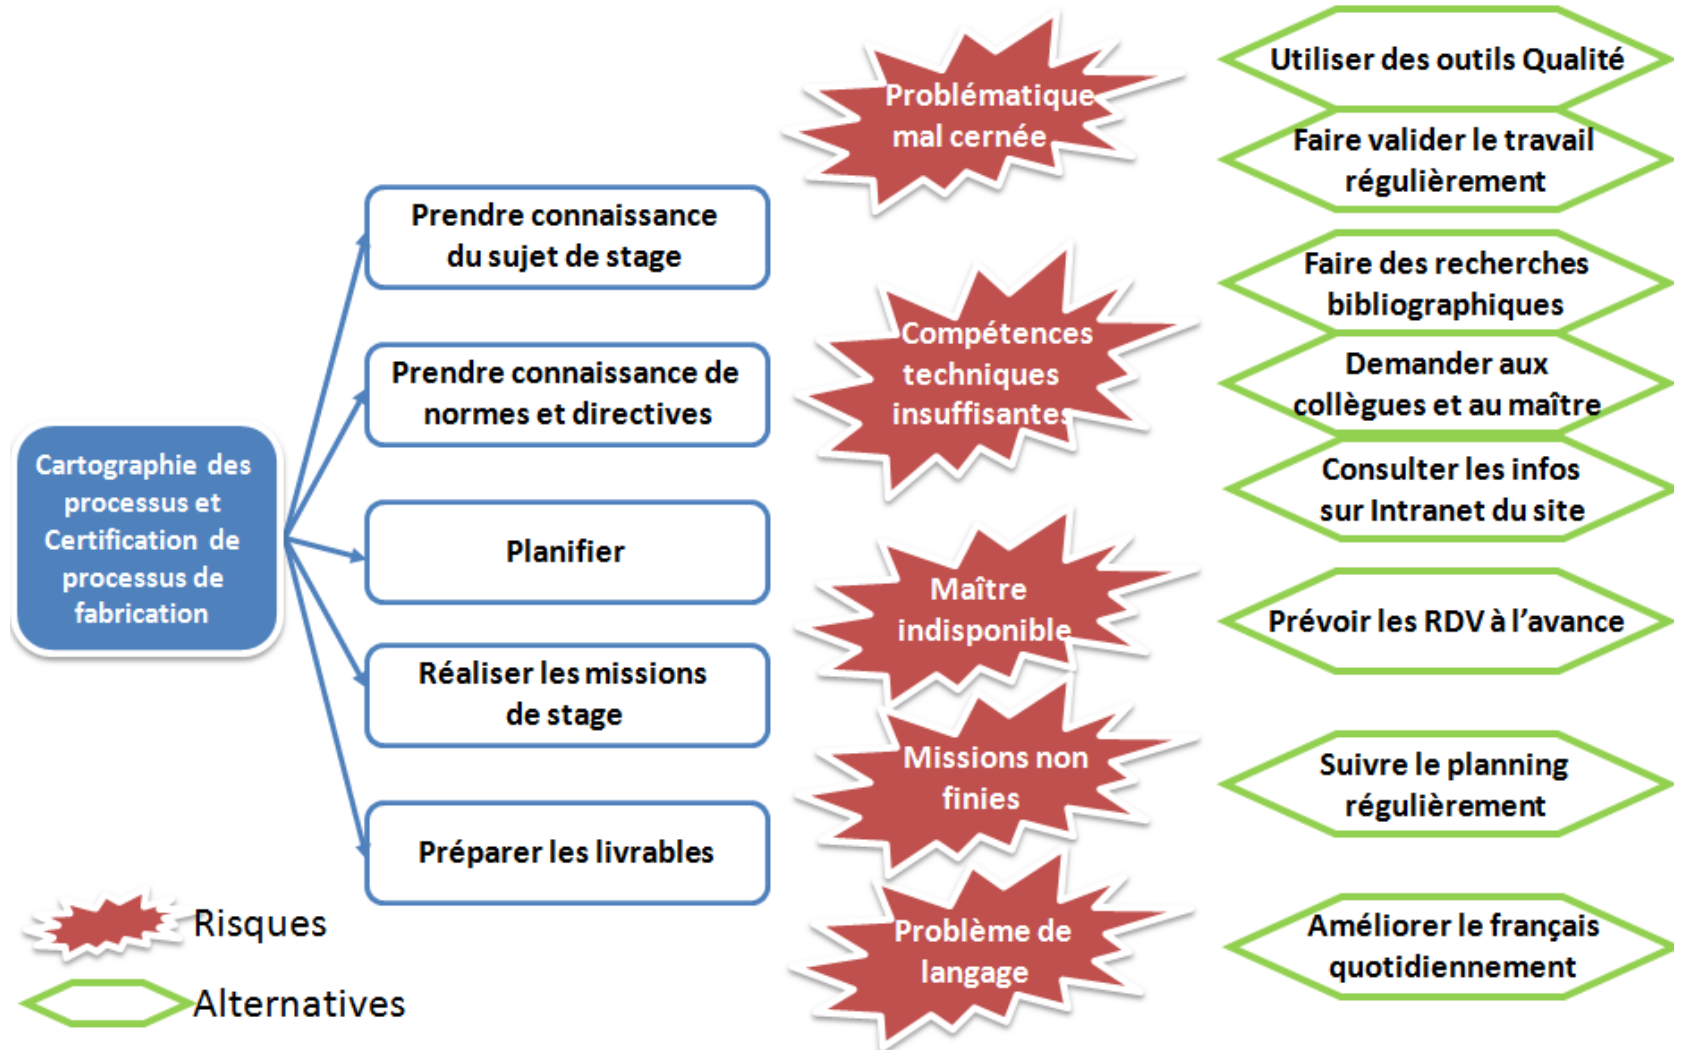 Cartographie des
processus et
Certification de
processus de
fabrication
Prendre connaissance
du sujet de stage
Prendre connaissance de
normes et directives
Planifier
Réaliser les missions
de stage
Préparer les livrables
Problématique
mal cernée
Compétences
techniques
insuffisantes
Maître
indisponible
Missions non
finies
Problème de
langage
Utiliser des outils Qualité
Faire valider le travail
régulièrement
Faire des recherches
bibliographiques
Demander aux
collègues et au maître
Consulter les infos
sur Intranet du site
Prévoir les RDV à l'avance
Suivre le planning
régulièrement
Améliorer le français
quotidiennement
Risques
Alternatives